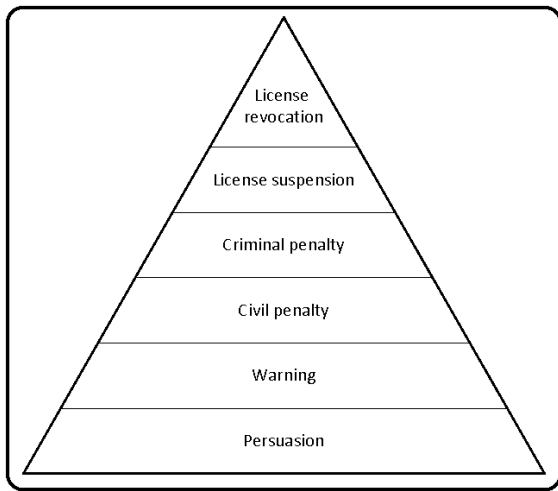 License
revocation
License suspension
Criminal penalty
Civil penalty
Warning
Persuasion